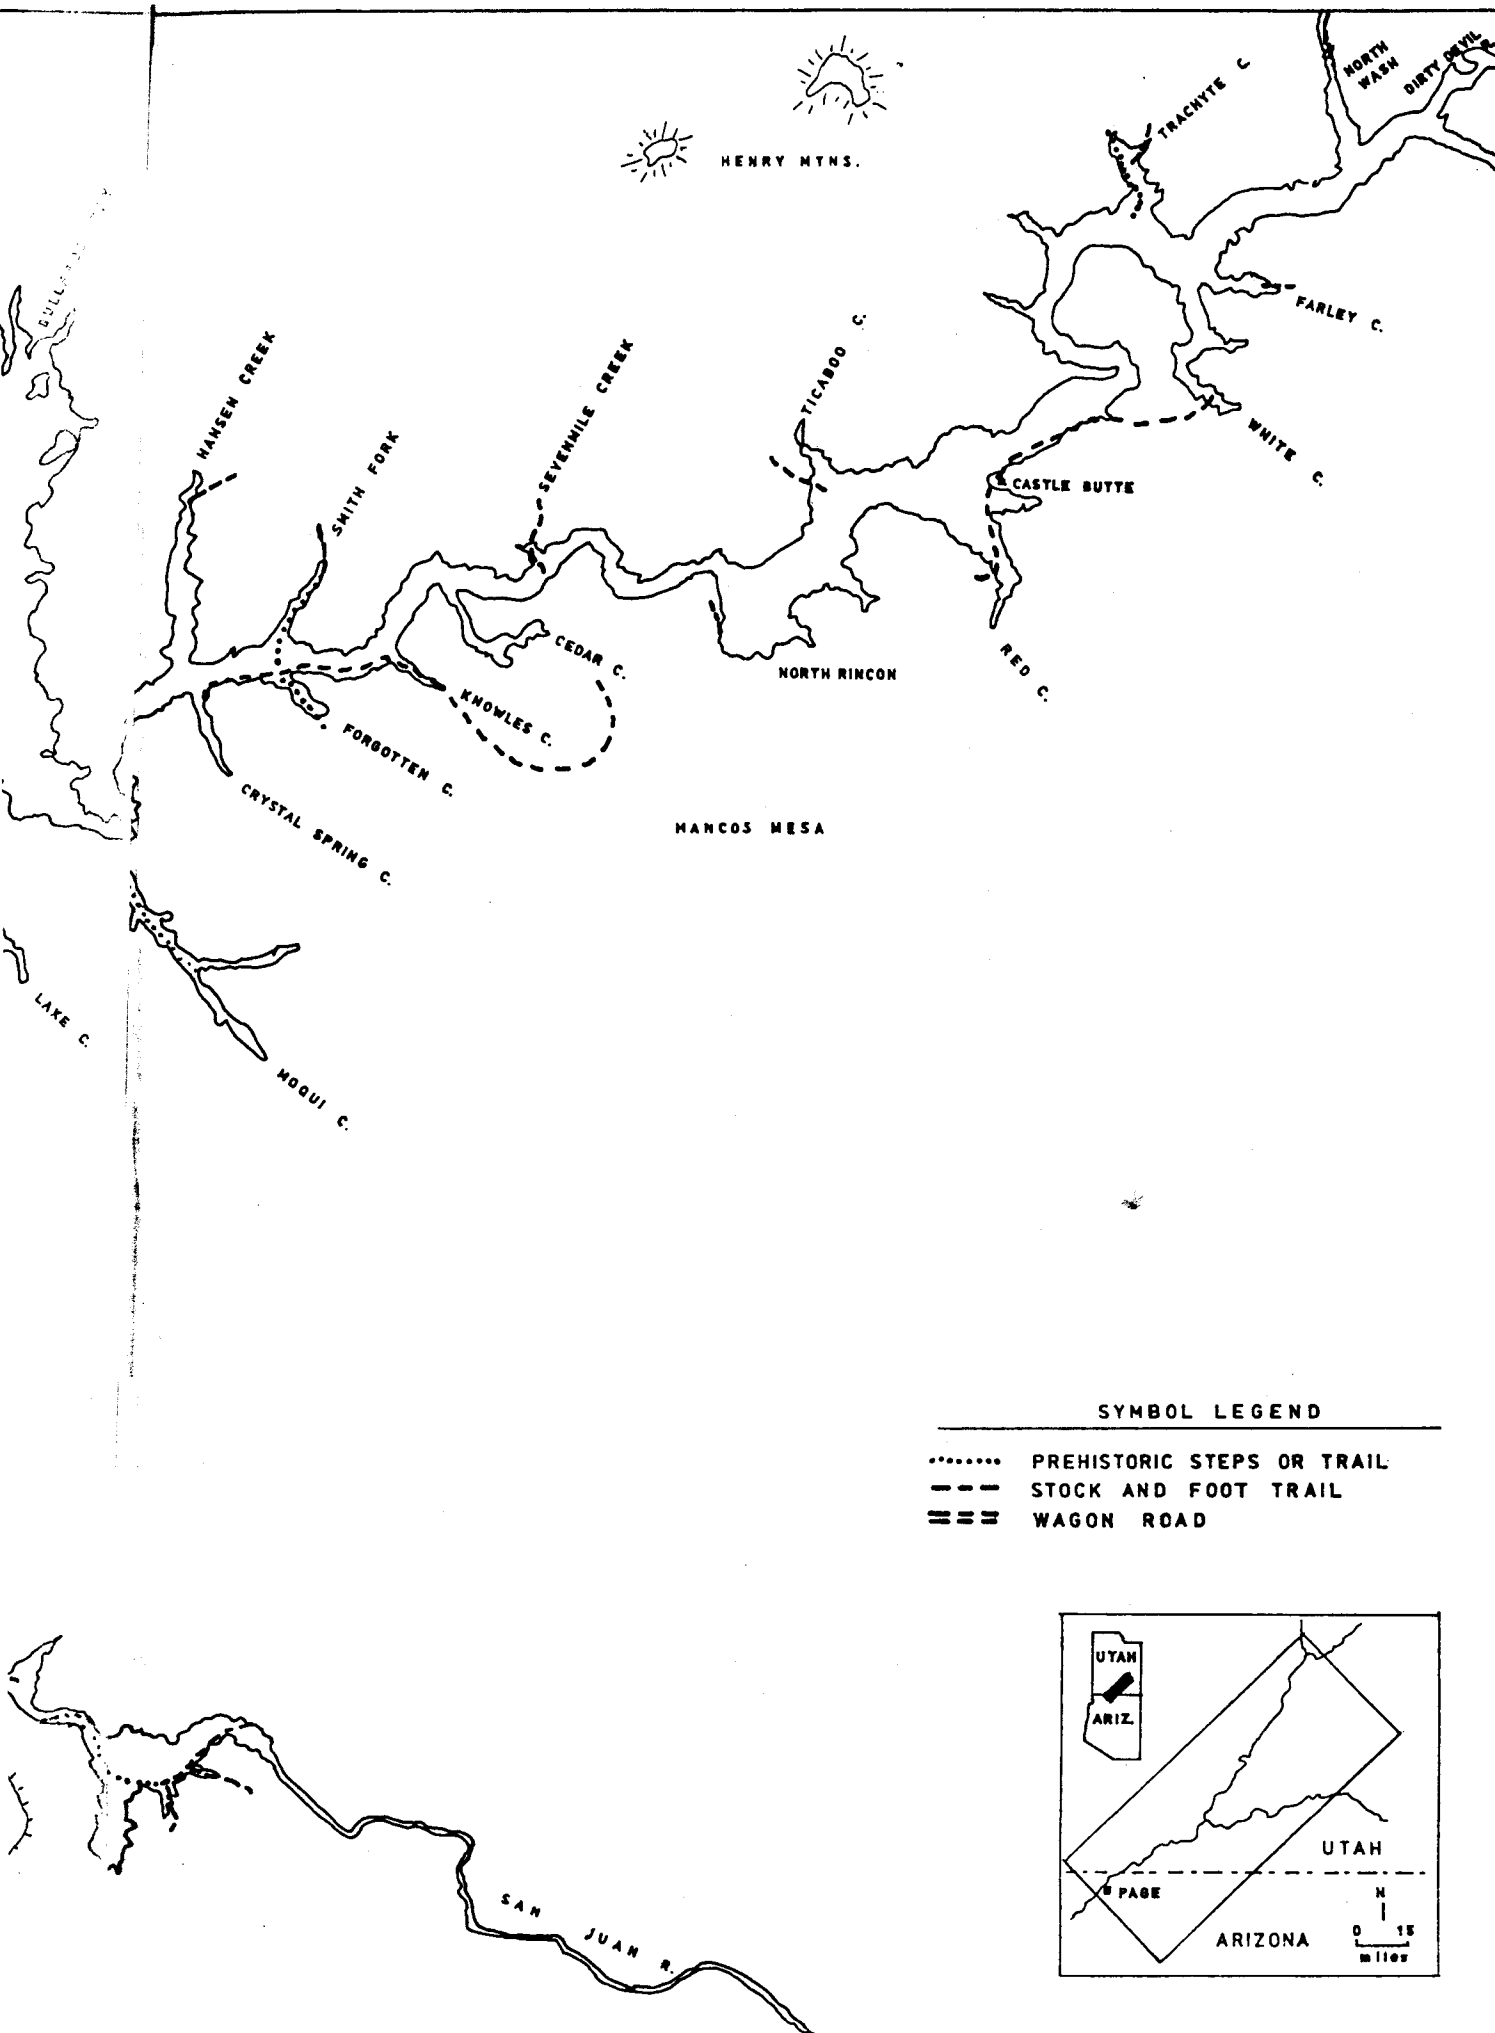 NORTH
WASH
DIRTY DEVIL R.
TRACHYTE C.
HENRY MTNS.
FARLEY C.
HANSEN CREEK
SMITH FORK
SEVENMILE CREEK
TICABOO C.
WHITE C.
CASTLE BUTTE
CEDAR C.
NORTH RINCON
RED C.
KNOWLES C.
FORGOTTEN C.
CRYSTAL SPRING C.
MANCOS MESA
LAKE C.
MOQUI C.
SYMBOL LEGEND
PREHISTORIC STEPS OR TRAIL
STOCK AND FOOT TRAIL
WAGON ROAD
UTAH
ARIZ.
UTAH
PAGE
N
0 15
miles
ARIZONA
SAN JUAN R.